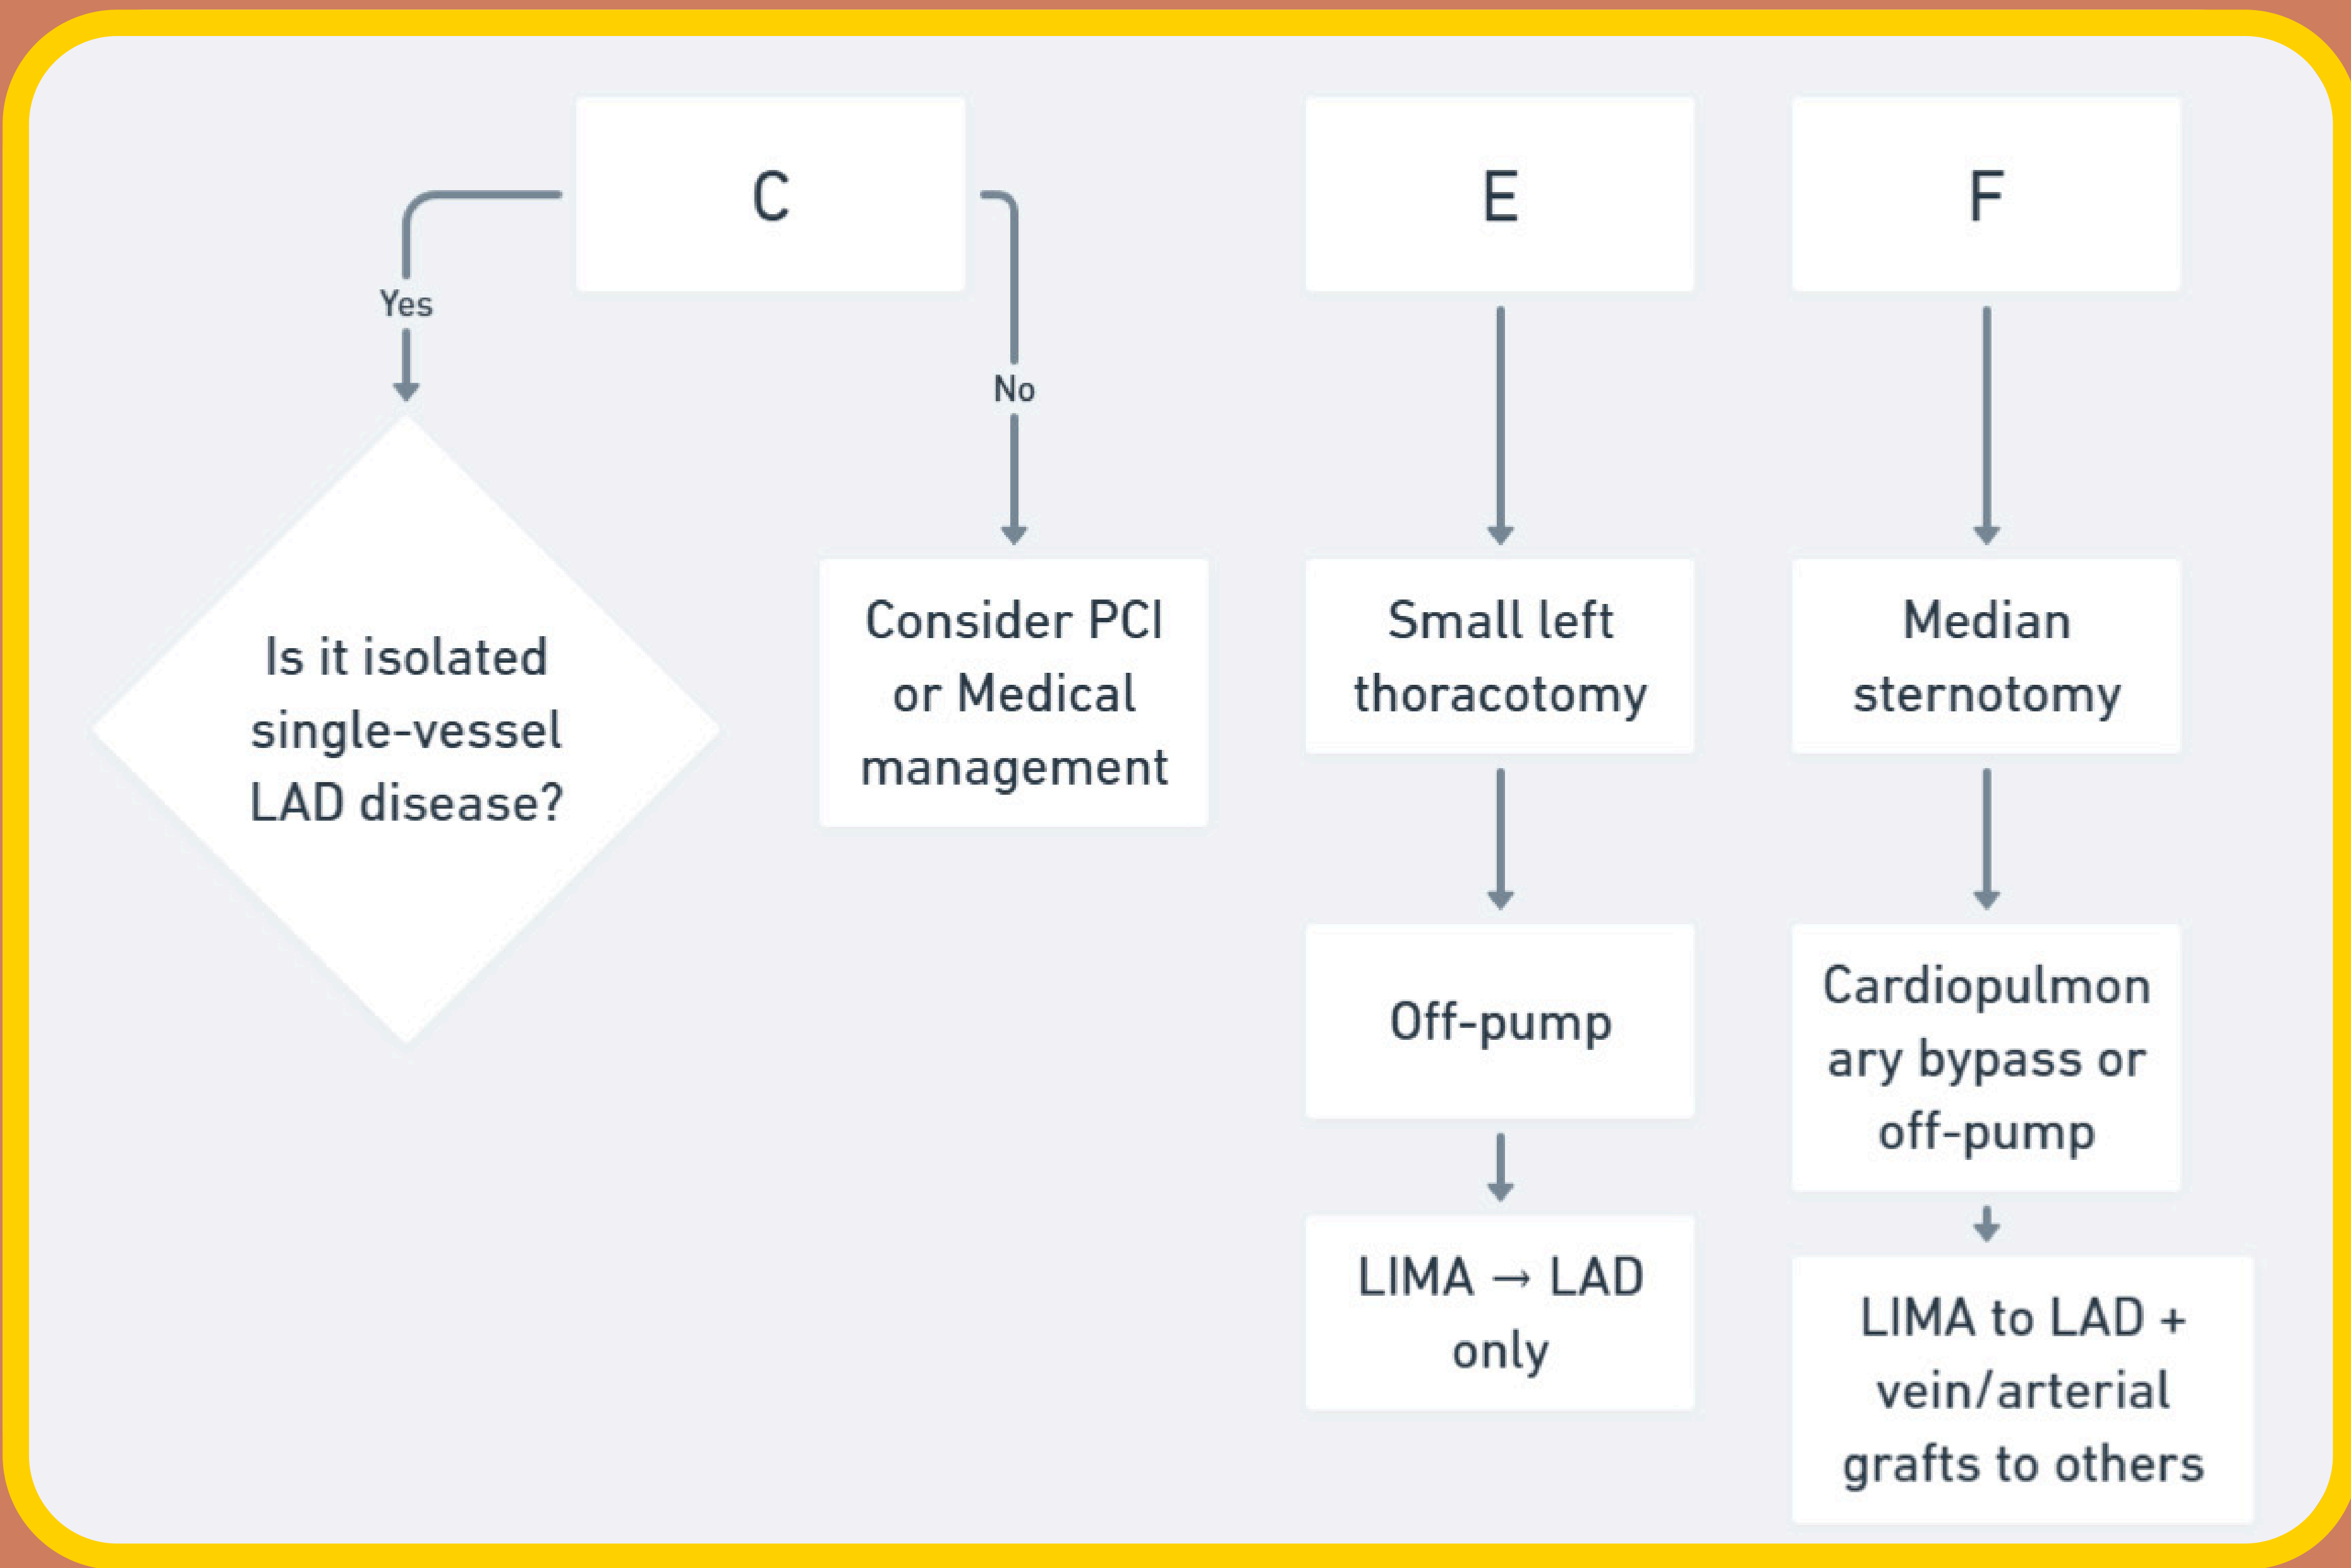 C
E
F
Yes
No
Is it isolated
single-vessel
LAD disease?
Consider PCI
or Medical
management
Small left
thoracotomy
Median
sternotomy
Off-pump
Cardiopulmon
ary bypass or
off-pump
LIMA → LAD
only
LIMA to LAD +
vein/arterial
grafts to others